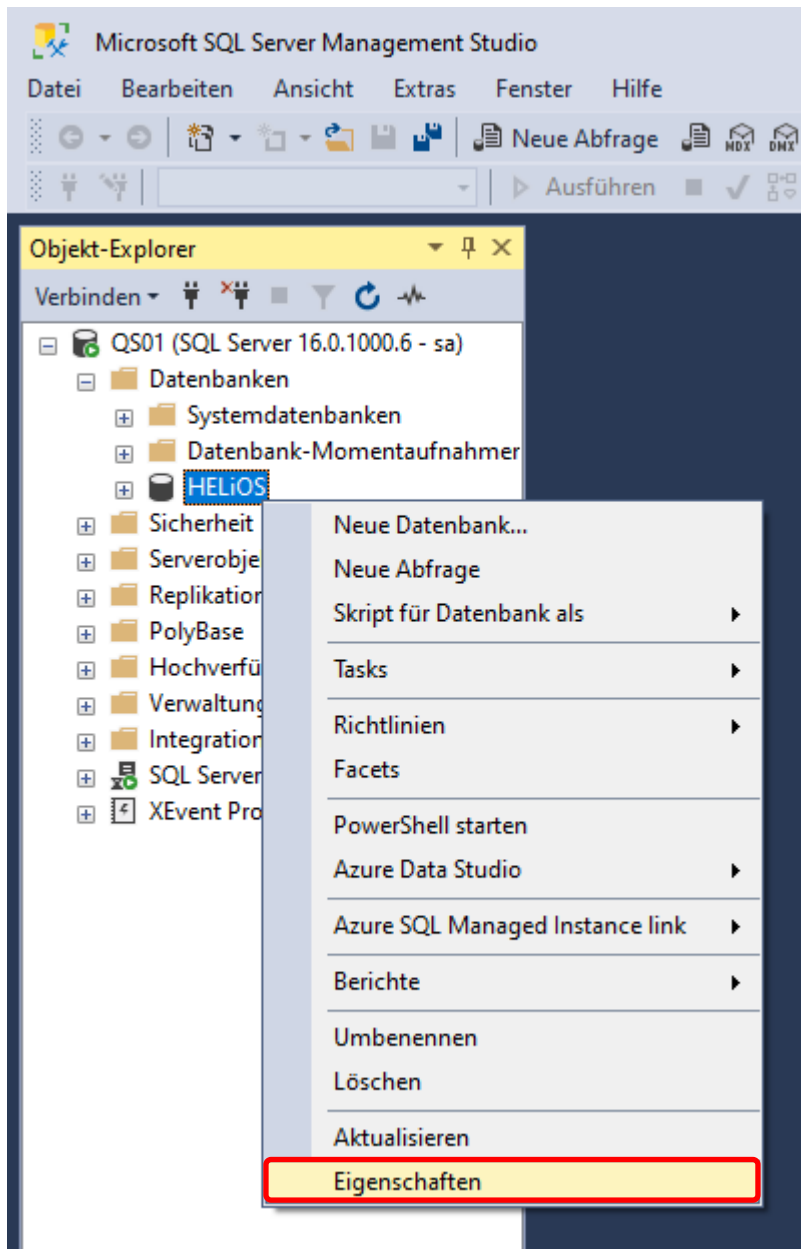 Microsoft SQL Server Management Studio
Datei Bearbeiten Ansicht Extras Fenster Hilfe
Neue Abfrage MDX DMX
Ausführen
Objekt-Explorer
Verbinden
QS01 (SQL Server 16.0.1000.6 - sa)
Datenbanken
Systemdatenbanken
Datenbank-Momentaufnahmer
HELiOS
Sicherheit
Serverobje
Replikation
PolyBase
Hochverfü
Verwaltung
Integration
SQL Server
XEvent Pro
Neue Datenbank...
Neue Abfrage
Skript für Datenbank als
Tasks
Richtlinien
Facets
PowerShell starten
Azure Data Studio
Azure SQL Managed Instance link
Berichte
Umbenennen
Löschen
Aktualisieren
Eigenschaften